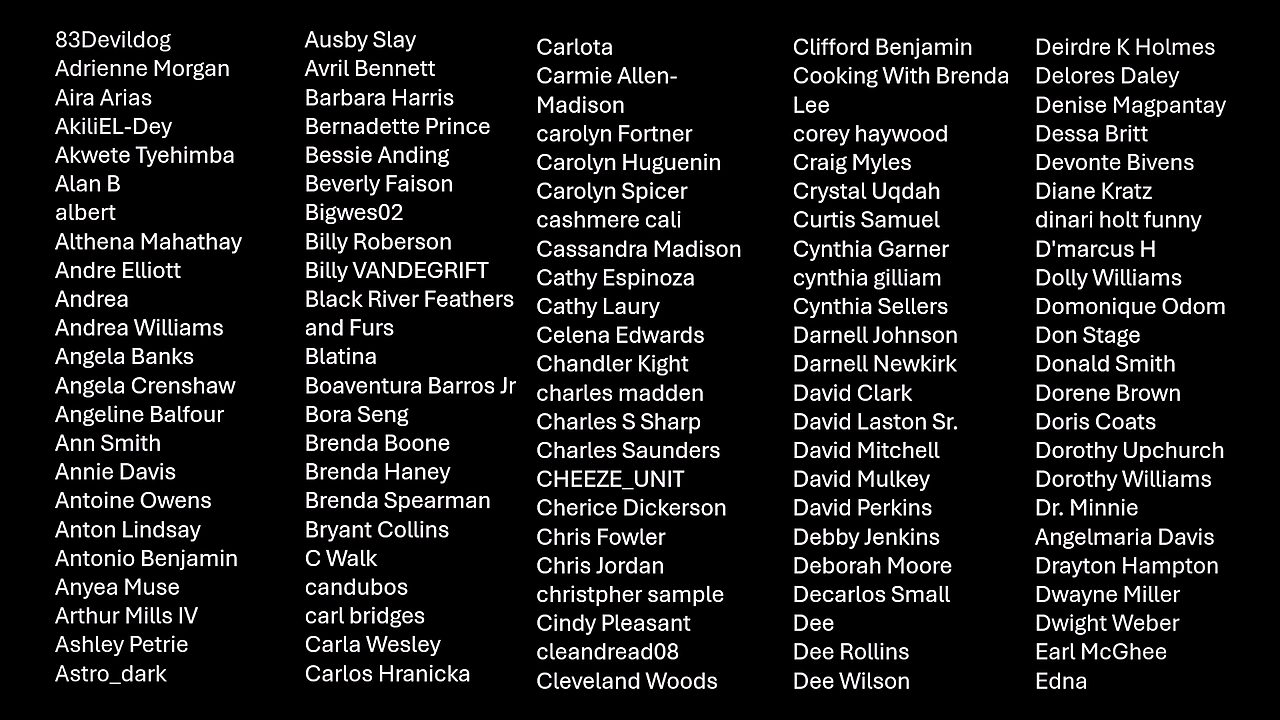 83Devildog
Adrienne Morgan
Aira Arias
AkiliEL-Dey
Akwete Tyehimba
Alan B
albert
Althena Mahathay
Andre Elliott
Andrea
Andrea Williams
Angela Banks
Angela Crenshaw
Angeline Balfour
Ann Smith
Annie Davis
Antoine Owens
Anton Lindsay
Antonio Benjamin
Anyea Muse
Arthur Mills IV
Ashley Petrie
Astro_dark
Ausby Slay
Avril Bennett
Barbara Harris
Bernadette Prince
Bessie Anding
Beverly Faison
Bigwes02
Billy Roberson
Billy VANDEGRIFT
Black River Feathers
and Furs
Blatina
Boaventura Barros Jr
Bora Seng
Brenda Boone
Brenda Haney
Brenda Spearman
Bryant Collins
C Walk
candubos
carl bridges
Carla Wesley
Carlos Hranicka
Carlota
Carmie Allen-
Madison
carolyn Fortner
Carolyn Huguenin
Carolyn Spicer
cashmere cali
Cassandra Madison
Cathy Espinoza
Cathy Laury
Celena Edwards
Chandler Kight
charles madden
Charles S Sharp
Charles Saunders
CHEEZE_UNIT
Cherice Dickerson
Chris Fowler
Chris Jordan
christpher sample
Cindy Pleasant
cleandread08
Cleveland Woods
Clifford Benjamin
Cooking With Brenda
Lee
corey haywood
Craig Myles
Crystal Uqdah
Curtis Samuel
Cynthia Garner
cynthia gilliam
Cynthia Sellers
Darnell Johnson
Darnell Newkirk
David Clark
David Laston Sr.
David Mitchell
David Mulkey
David Perkins
Debby Jenkins
Deborah Moore
Decarlos Small
Dee
Dee Rollins
Dee Wilson
Deirdre K Holmes
Delores Daley
Denise Magpantay
Dessa Britt
Devonte Bivens
Diane Kratz
dinari holt funny
D'marcus H
Dolly Williams
Domonique Odom
Don Stage
Donald Smith
Dorene Brown
Doris Coats
Dorothy Upchurch
Dorothy Williams
Dr. Minnie
Angelmaria Davis
Drayton Hampton
Dwayne Miller
Dwight Weber
Earl McGhee
Edna